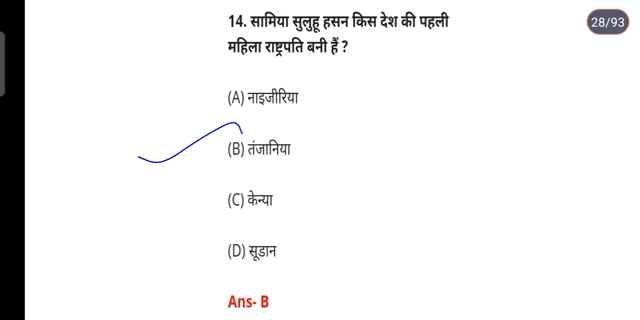 14. सामिया सुलुहू हसन किस देश की पहली
28/93
महिला राष्ट्रपति बनी हैं ?
(A) नाइजीरिया
(B) तंजानिया
(C) केन्या
(D) सूडान
Ans- B